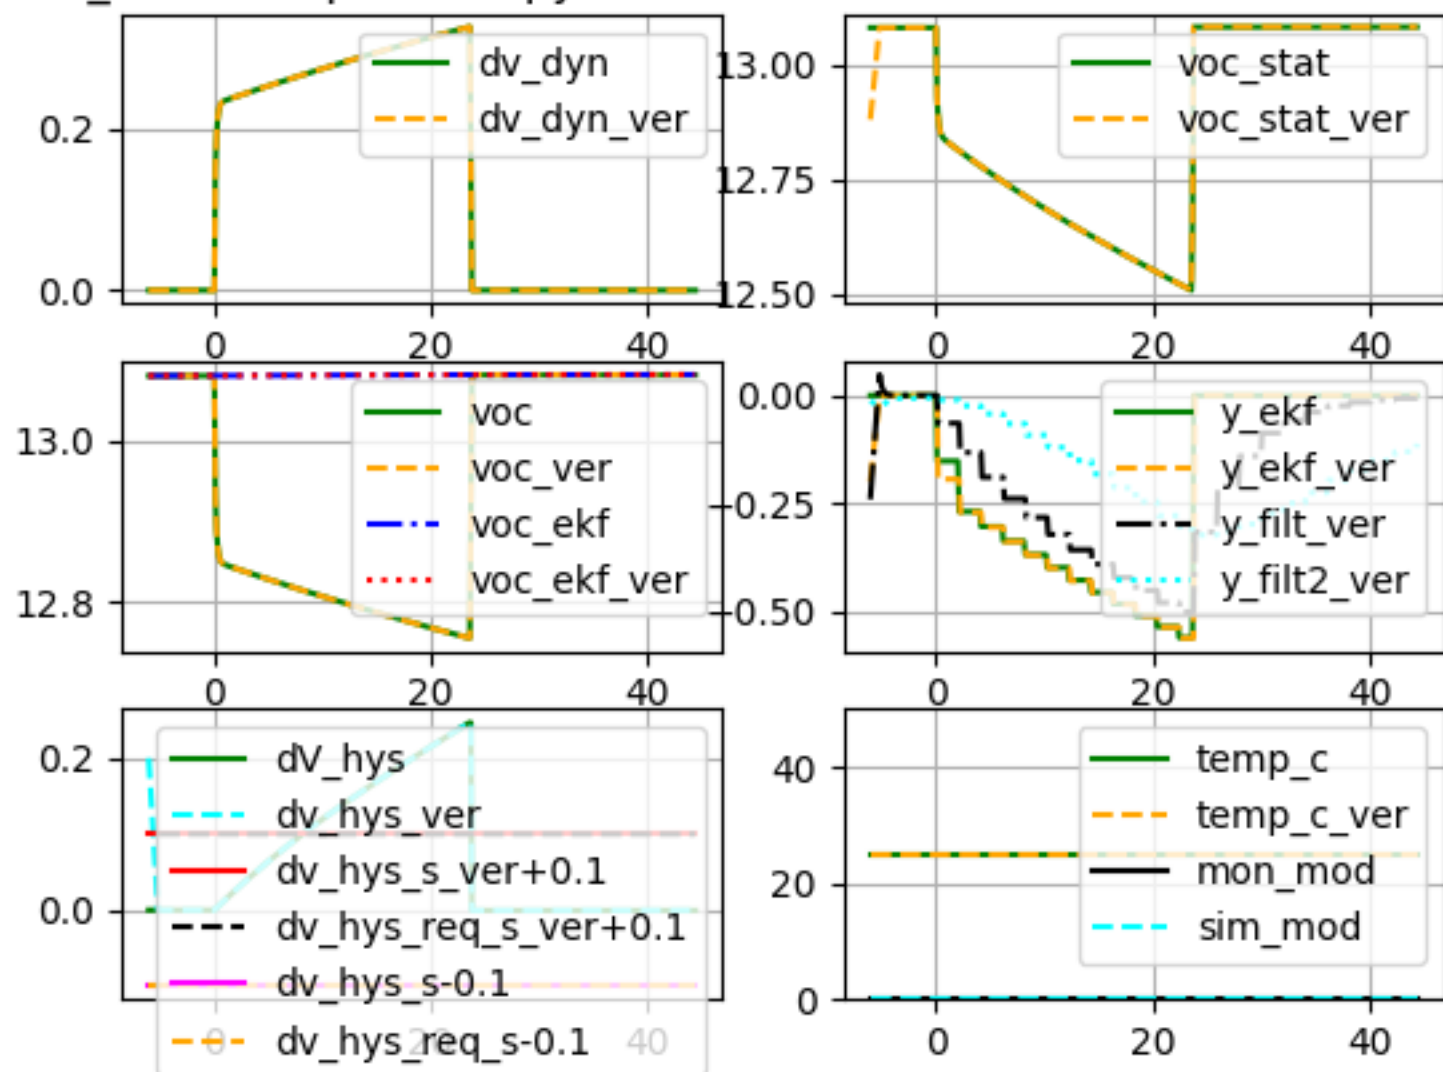 dv_dyn
dv_dyn_ver
0.2
0.0
0 20 40
voc_stat
voc_stat_ver
13.00
12.75
12.50
0 20 40
voc
voc_ver
voc_ekf
voc_ekf_ver
13.0
12.8
0 20 40
y_ekf
y_ekf_ver
y_filt_ver
y_filt2_ver
0.00
−0.25
−0.50
0 20 40
dV_hys
dv_hys_ver
dv_hys_s_ver+0.1
dv_hys_req_s_ver+0.1
dv_hys_s-0.1
dv_hys_req_s-0.1
0.2
0.0
0 20 40
temp_c
temp_c_ver
mon_mod
sim_mod
40
20
0
0 20 40